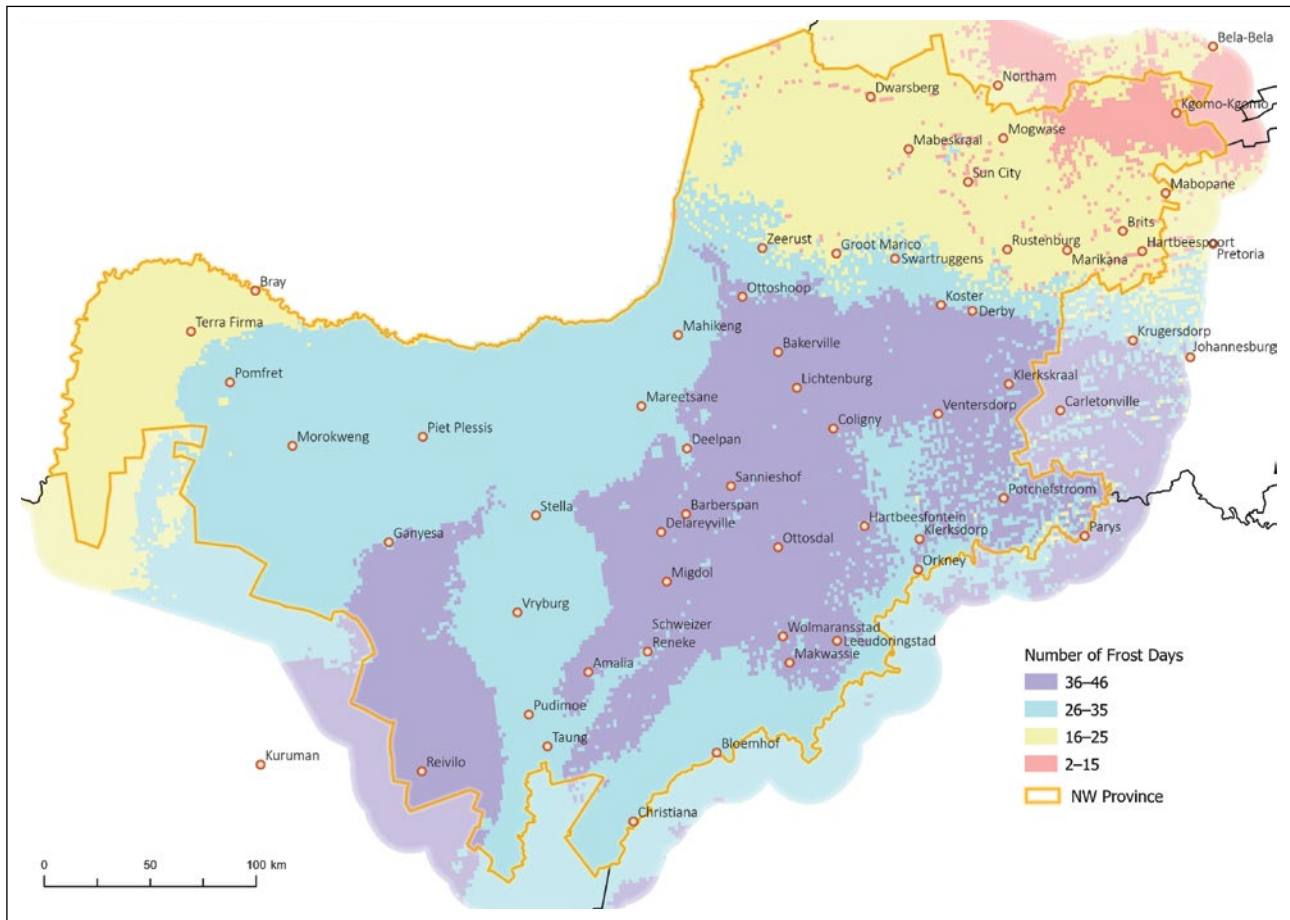 Bela-Bela
Northam
Dwarsberg
Kgomo-Kgomo
Mogwase
Mabeskraal
Sun City
Mabopane
Brits
Zeerust
Groot Marico
Rustenburg
Hartbeespoort
Swartruggens
Marikana
Pretoria
Bray
Ottoshoop
Koster
Derby
Terra Firma
Mahikeng
Krugersdorp
Bakerville
Johannesburg
Pomfret
Lichtenburg
Klerkskraal
Mareetsane
Ventersdorp
Carletonville
Coligny
Piet Plessis
Morokweng
Deelpan
Sannieshof
Potchefstroom
Stella
Barberspan
Hartbeesfontein
Delareyville
Klerksdorp
Parys
Ganyesa
Ottosdal
Orkney
Migdol
Vryburg
Schweizer
Reneke
Wolmaransstad
Leeudoringstad
Makwassie
Amalia
Pudimoe
Taung
Bloemhof
Kuruman
Reivilo
Christiana
Number of Frost Days
36–46
26–35
16–25
2–15
NW Province
0 50 100 km